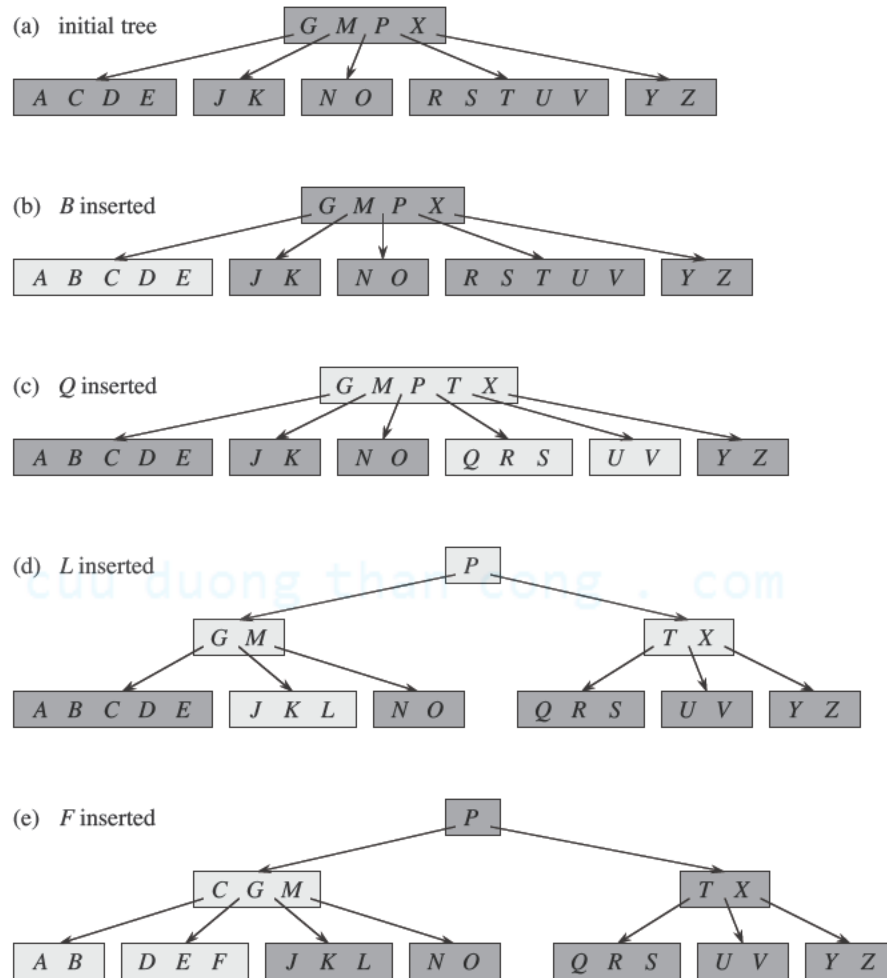 (a) initial tree
G M P X
A C D E J K N O R S T U V Y Z
(b) B inserted
G M P X
A B C D E J K N O R S T U V Y Z
(c) Q inserted
G M P T X
A B C D E J K N O Q R S U V Y Z
(d) L inserted
P
cuu duong than cong . com
G M T X
A B C D E J K L N O Q R S U V Y Z
(e) F inserted
P
C G M T X
A B D E F J K L N O Q R S U V Y Z